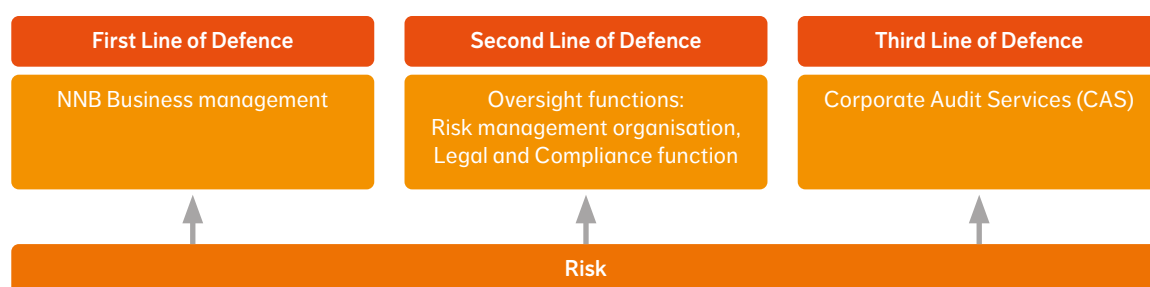 First Line of Defence
NNB Business management
Second Line of Defence
Oversight functions:
Risk management organisation,
Legal and Compliance function
Third Line of Defence
Corporate Audit Services (CAS)
Risk